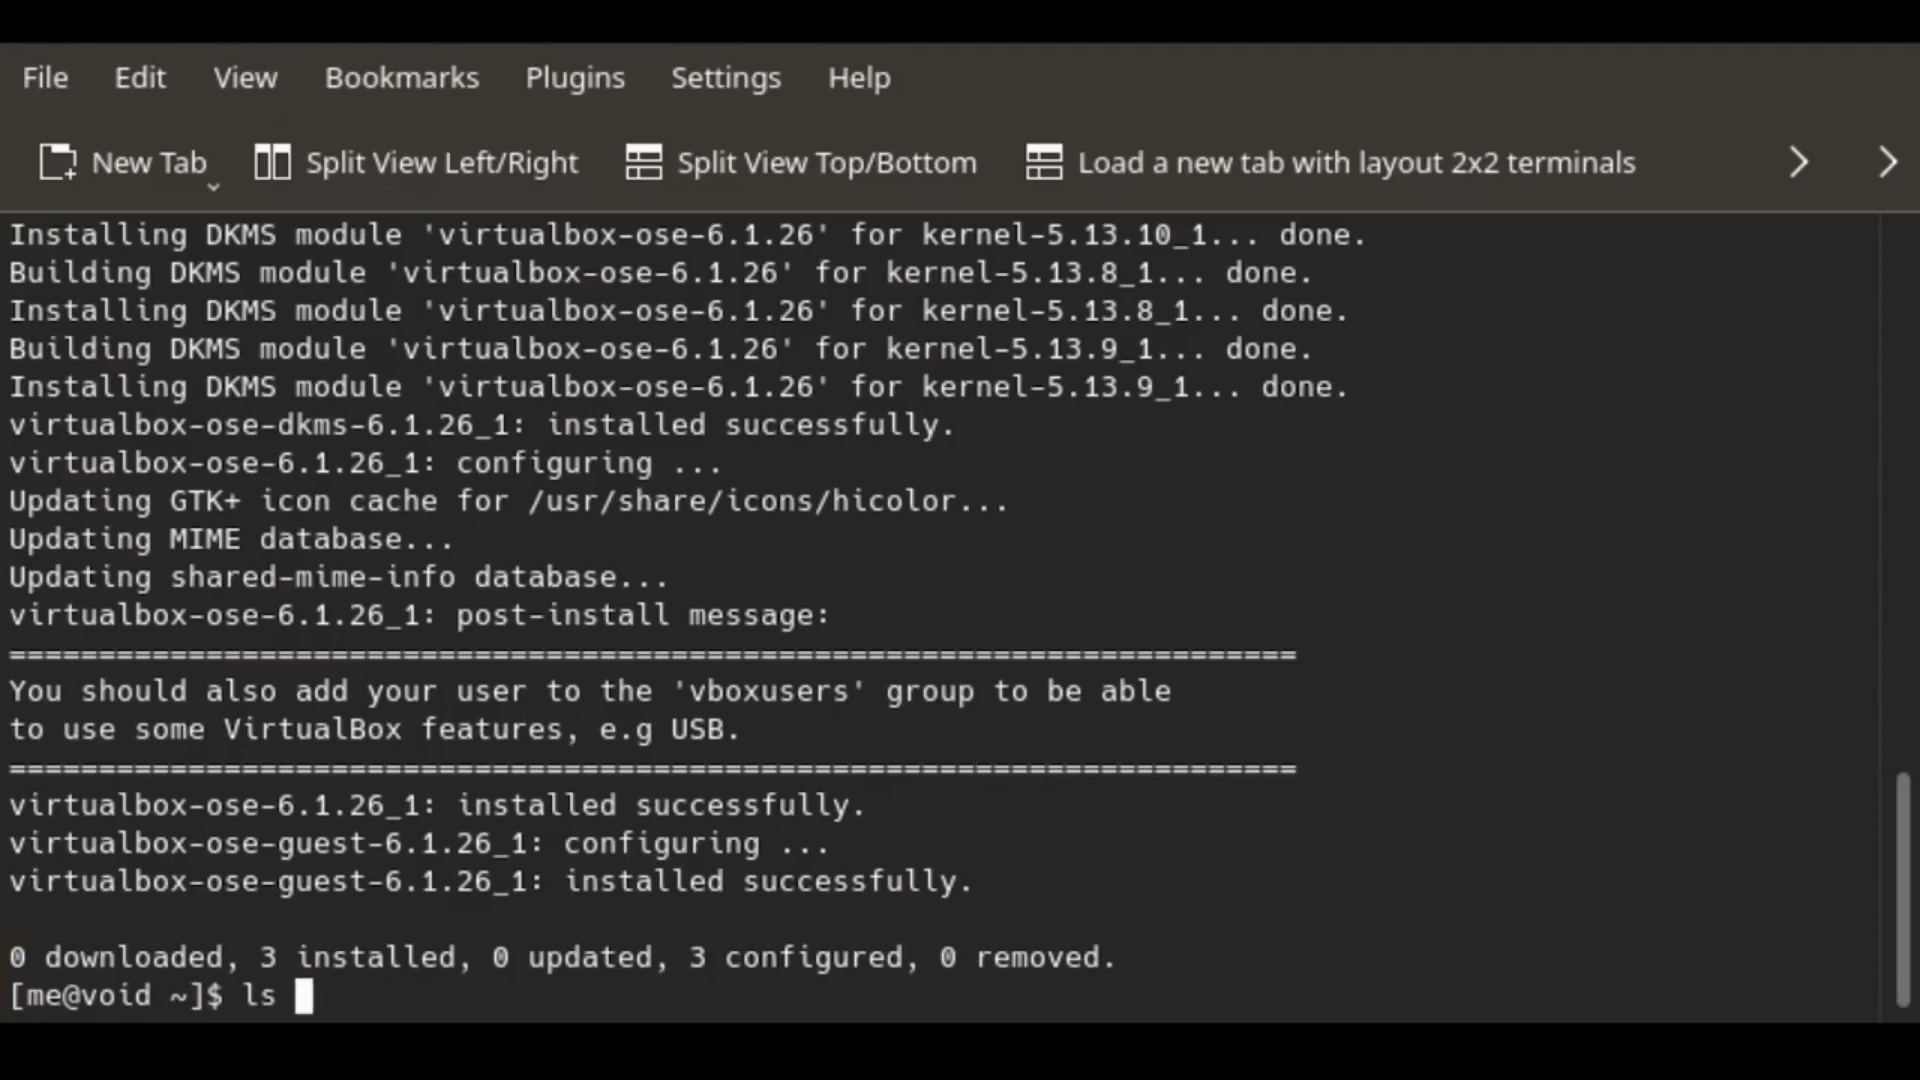 File Edit View Bookmarks Plugins Settings Help
New Tab Split View Left/Right Split View Top/Bottom Load a new tab with layout 2x2 terminals
Installing DKMS module 'virtualbox-ose-6.1.26' for kernel-5.13.10_1... done.
Building DKMS module 'virtualbox-ose-6.1.26' for kernel-5.13.8_1... done.
Installing DKMS module 'virtualbox-ose-6.1.26' for kernel-5.13.8_1... done.
Building DKMS module 'virtualbox-ose-6.1.26' for kernel-5.13.9_1... done.
Installing DKMS module 'virtualbox-ose-6.1.26' for kernel-5.13.9_1... done.
virtualbox-ose-dkms-6.1.26_1: installed successfully.
virtualbox-ose-6.1.26_1: configuring ...
Updating GTK+ icon cache for /usr/share/icons/hicolor...
Updating MIME database...
Updating shared-mime-info database...
virtualbox-ose-6.1.26_1: post-install message:
========================================================================
You should also add your user to the 'vboxusers' group to be able
to use some VirtualBox features, e.g USB.
========================================================================
virtualbox-ose-6.1.26_1: installed successfully.
virtualbox-ose-guest-6.1.26_1: configuring ...
virtualbox-ose-guest-6.1.26_1: installed successfully.

0 downloaded, 3 installed, 0 updated, 3 configured, 0 removed.
[me@void ~]$ ls